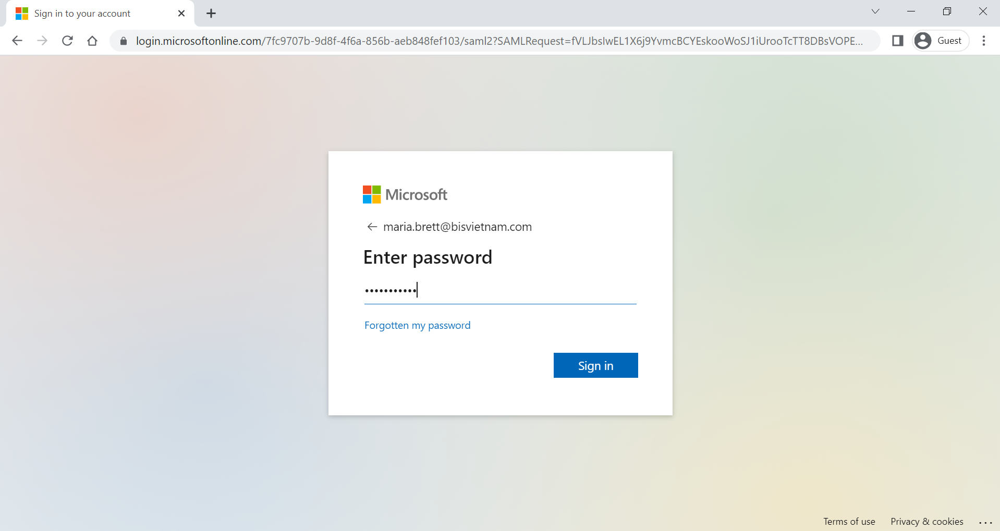 Sign in to your account
login.microsoftonline.com/7fc9707b-9d8f-4f6a-856b-aeb848fef103/saml2?SAMLRequest=fVLJbsIwEL1X6j9YvmcBCYEskooWoSJ1iUrooTcTT8DBsVOPE...
Guest
Microsoft
maria.brett@bisvietnam.com
Enter password
•••••••••••
Forgotten my password
Sign in
Terms of use Privacy & cookies ...